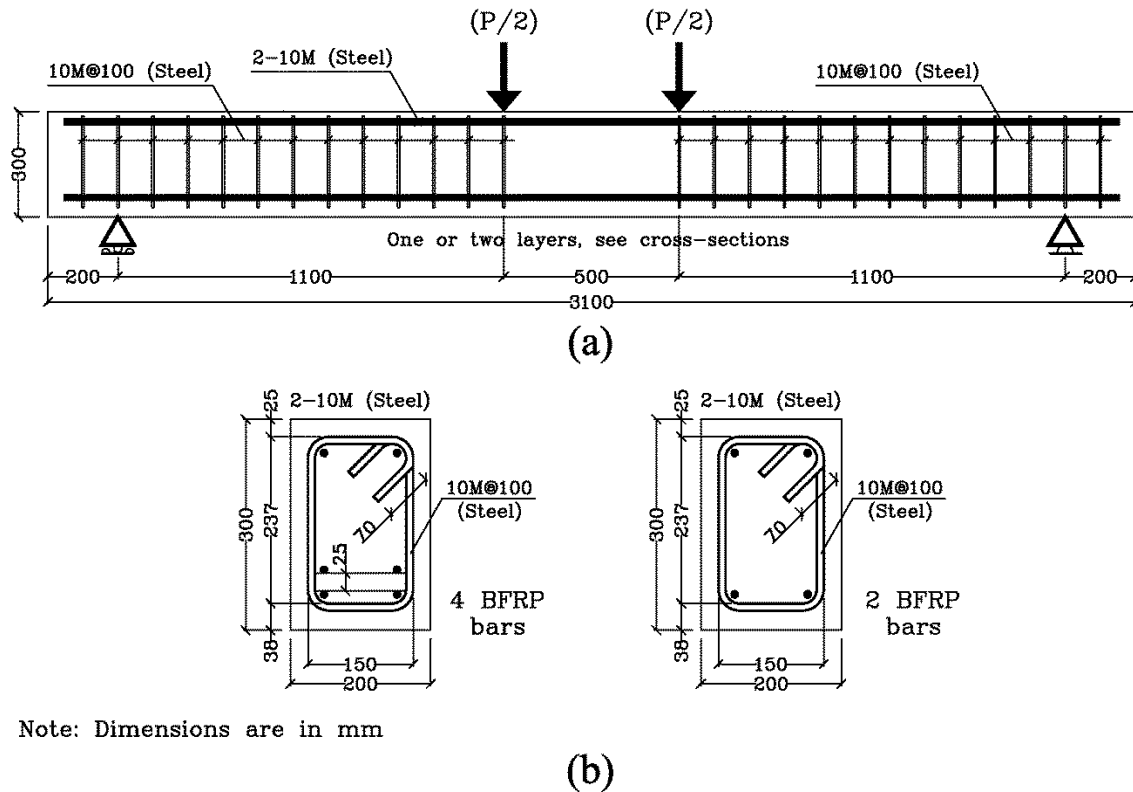 (P/2) (P/2)
10M@100 (Steel) 2-10M (Steel) 10M@100 (Steel)
300
One or two layers, see cross-sections
200 1100 500 1100 200
3100
(a)
25 2-10M (Steel) 25 2-10M (Steel)
10M@100 (Steel) 10M@100 (Steel)
300 237 70 300 237 70
25
4 BFRP bars 2 BFRP bars
38 150 38 150
200 200
Note: Dimensions are in mm
(b)